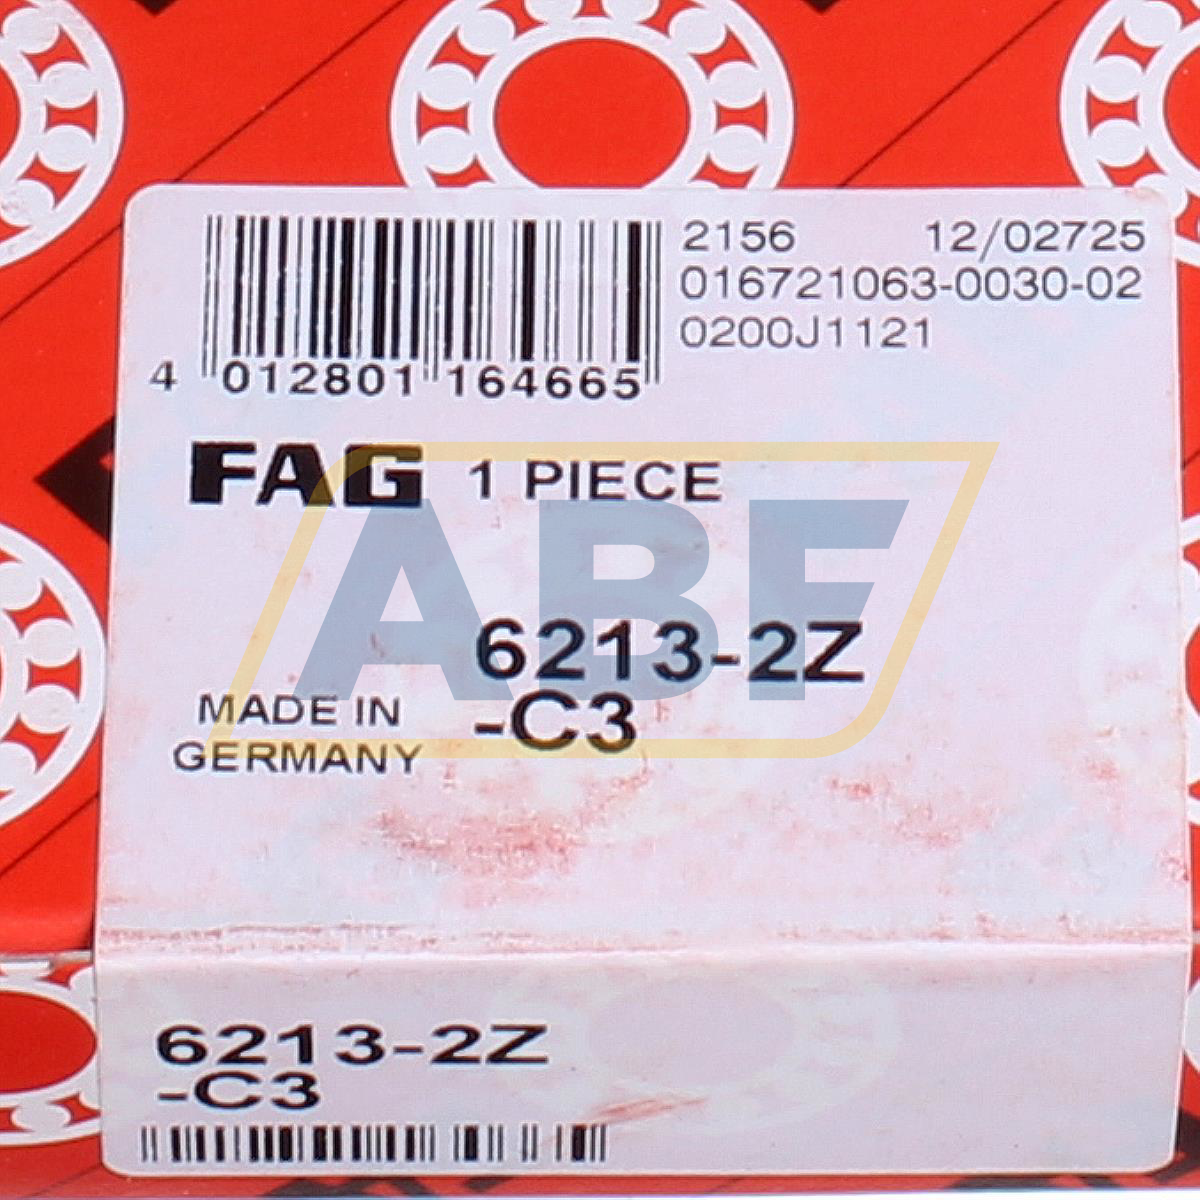 2156 12/02725
016721063-0030-02
0200J1121
4 012801 164665
FAG 1 PIECE
ABF
6213-2Z
-C3
MADE IN
GERMANY
6213-2Z
-C3